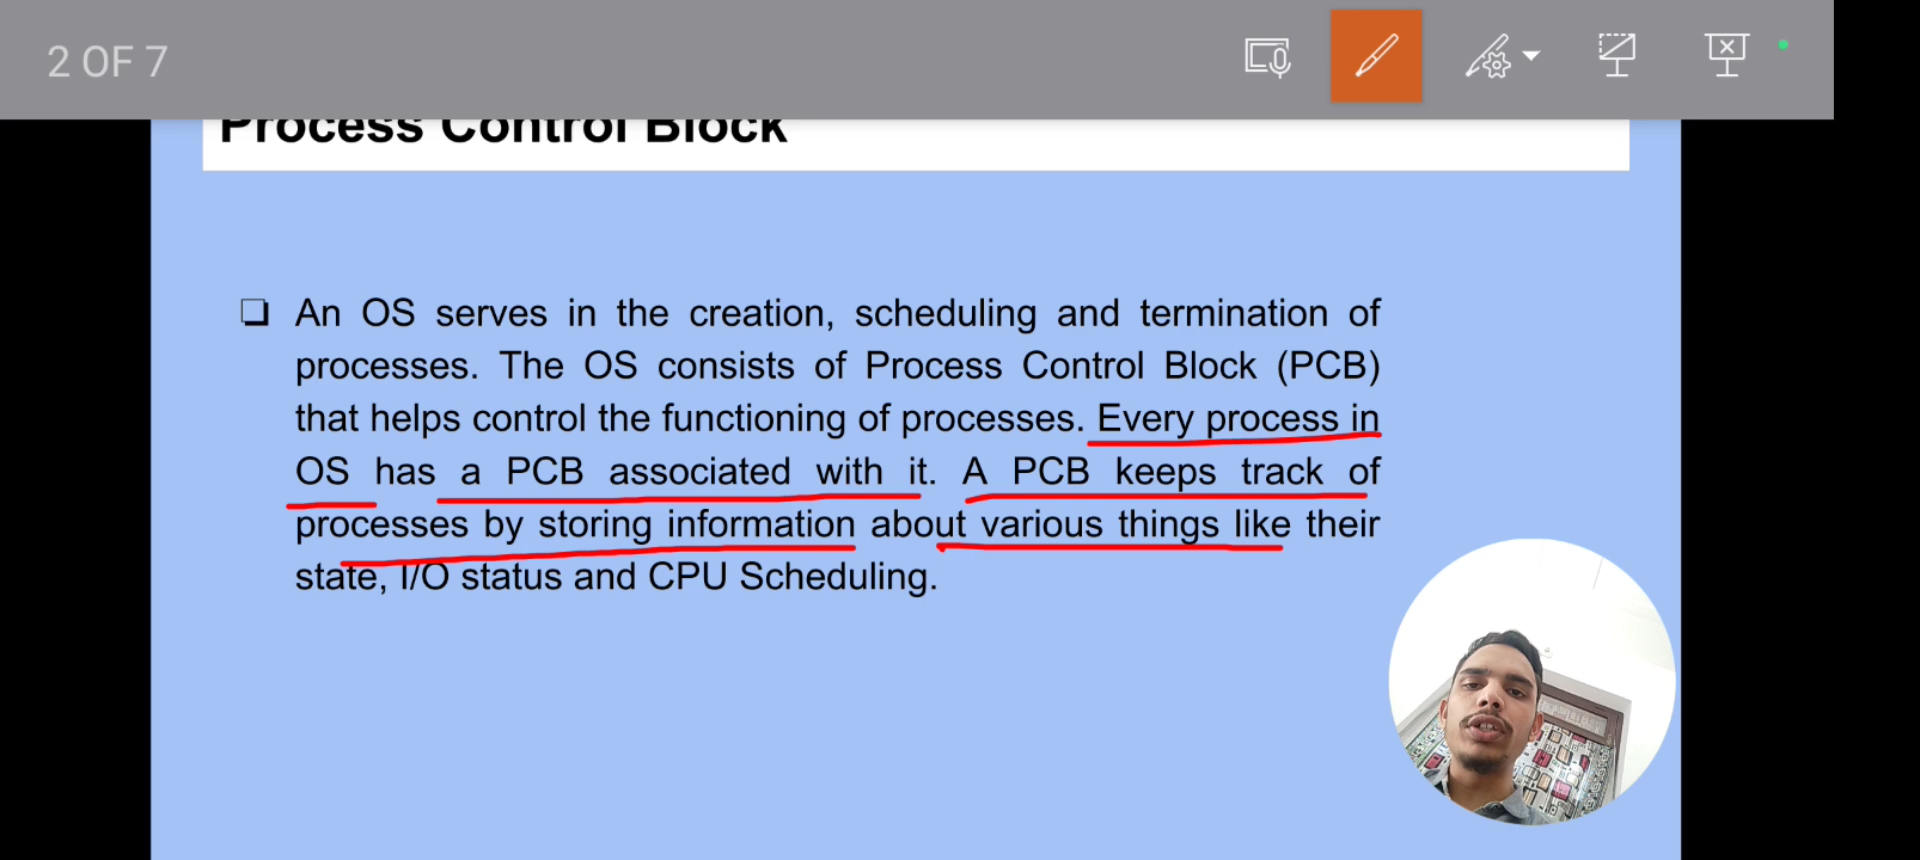 2 OF 7
Process Control Block
❑ An OS serves in the creation, scheduling and termination of
processes. The OS consists of Process Control Block (PCB)
that helps control the functioning of processes. Every process in
OS has a PCB associated with it. A PCB keeps track of
processes by storing information about various things like their
state, I/O status and CPU Scheduling.